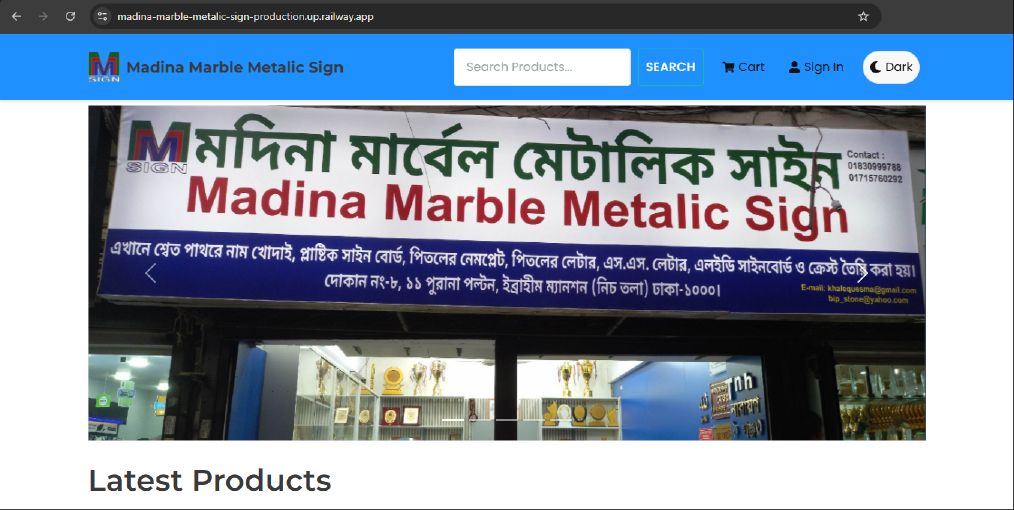 madina-marble-metalic-sign-production.up.railway.app
M
SIGN
Madina Marble Metalic Sign
Search Products...
SEARCH
Cart
Sign In
Dark
M
SIGN
মদিনা মার্বেল মেটালিক সাইন
Contact :
01830999788
01715760292
Madina Marble Metalic Sign
এখানে শ্বেত পাথরে নাম খোদাই, প্লাষ্টিক সাইন বোর্ড, পিতলের নেমপ্লেট, পিতলের লেটার, এস.এস. লেটার, এলইডি সাইনবোর্ড ও ক্রেস্ট তৈরি করা হয়।
দোকান নং-৮, ১১ পুরানা পল্টন, ইব্রাহীম ম্যানশন (নিচ তলা) ঢাকা-১০০০।
E-mail: khalequesma@gmail.com
bip_stone@yahoo.com
Latest Products